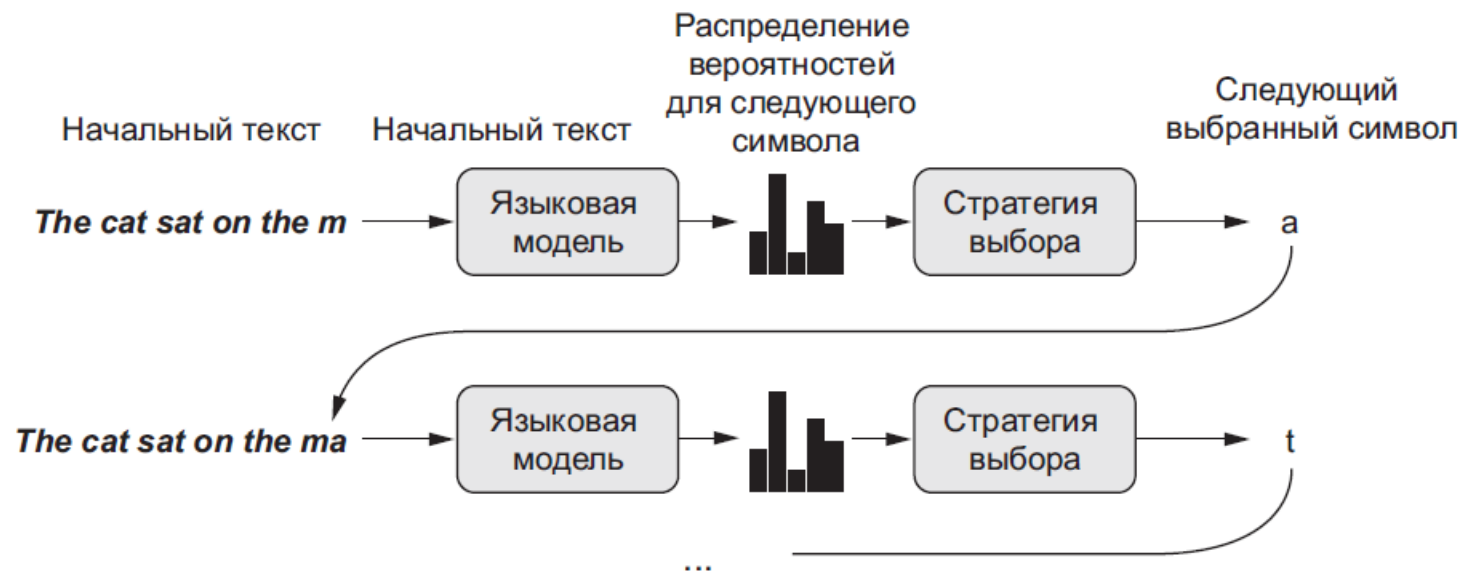 Распределение
вероятностей
для следующего
символа
Следующий
выбранный символ
Начальный текст
Начальный текст
The cat sat on the m
Языковая
модель
Стратегия
выбора
a
The cat sat on the ma
Языковая
модель
Стратегия
выбора
t
...